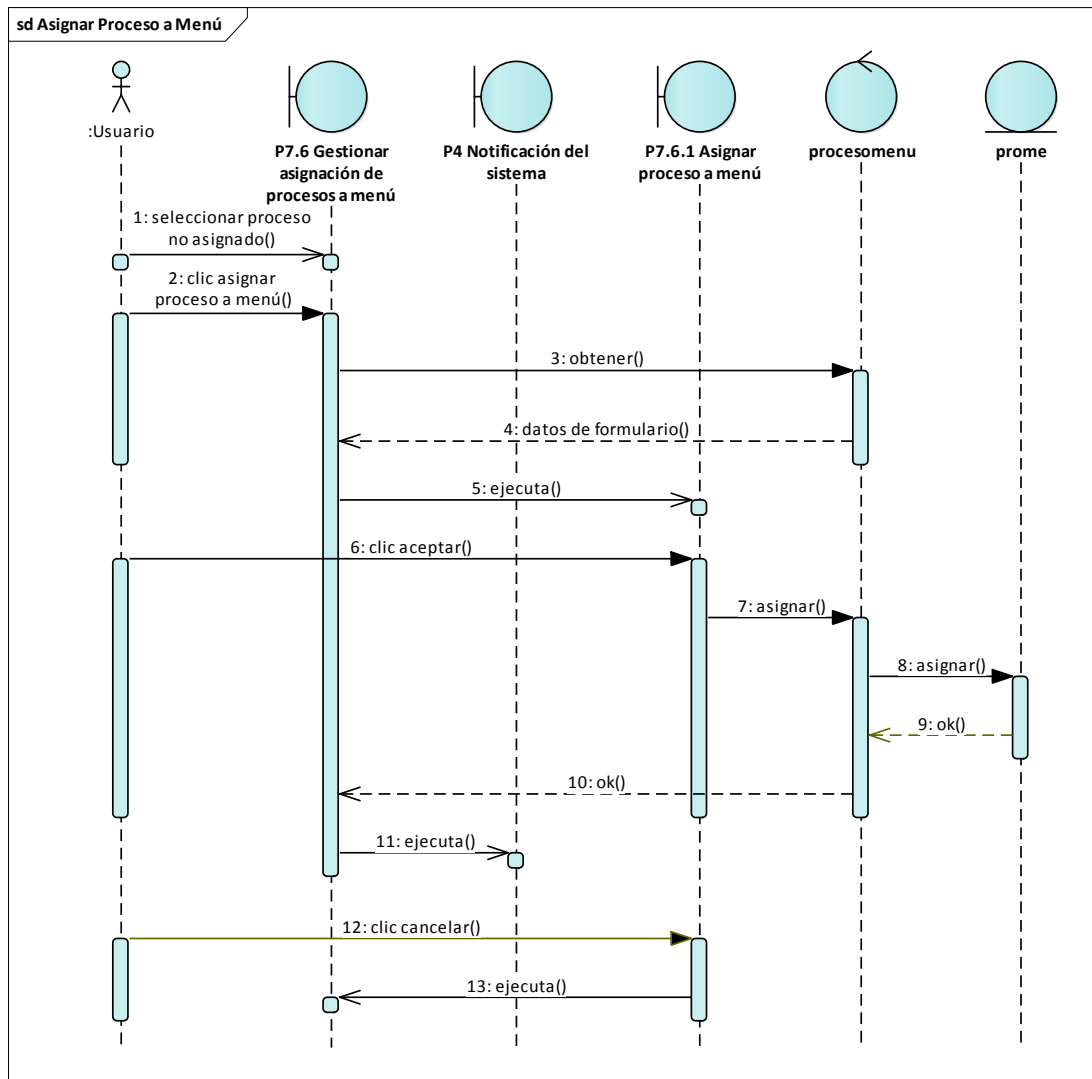 sd Asignar Proceso a Menú
:Usuario
P7.6 Gestionar
asignación de
procesos a menú
P4 Notificación del
sistema
P7.6.1 Asignar
proceso a menú
procesomenu
prome
1: seleccionar proceso
no asignado()
2: clic asignar
proceso a menú()
3: obtener()
4: datos de formulario()
5: ejecuta()
6: clic aceptar()
7: asignar()
8: asignar()
9: ok()
10: ok()
11: ejecuta()
12: clic cancelar()
13: ejecuta()